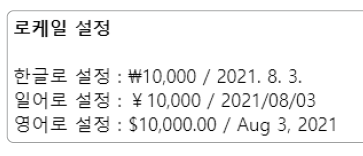 로케일 설정
한글로 설정 : ₩10,000 / 2021. 8. 3.
일어로 설정 : ¥10,000 / 2021/08/03
영어로 설정 : $10,000.00 / Aug 3, 2021